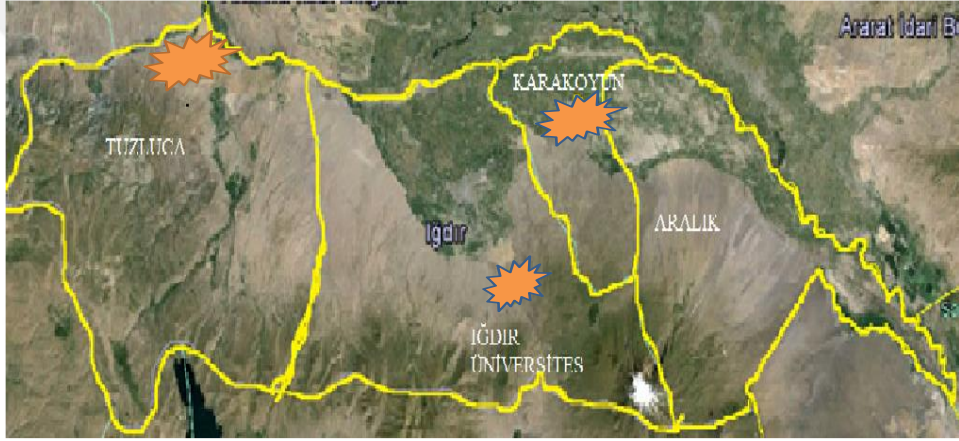 Ararat İdari B
KARAKOYUN
TUZLUCA
ARALIK
Iğdır
IĞDIR
ÜNİVERSİTES